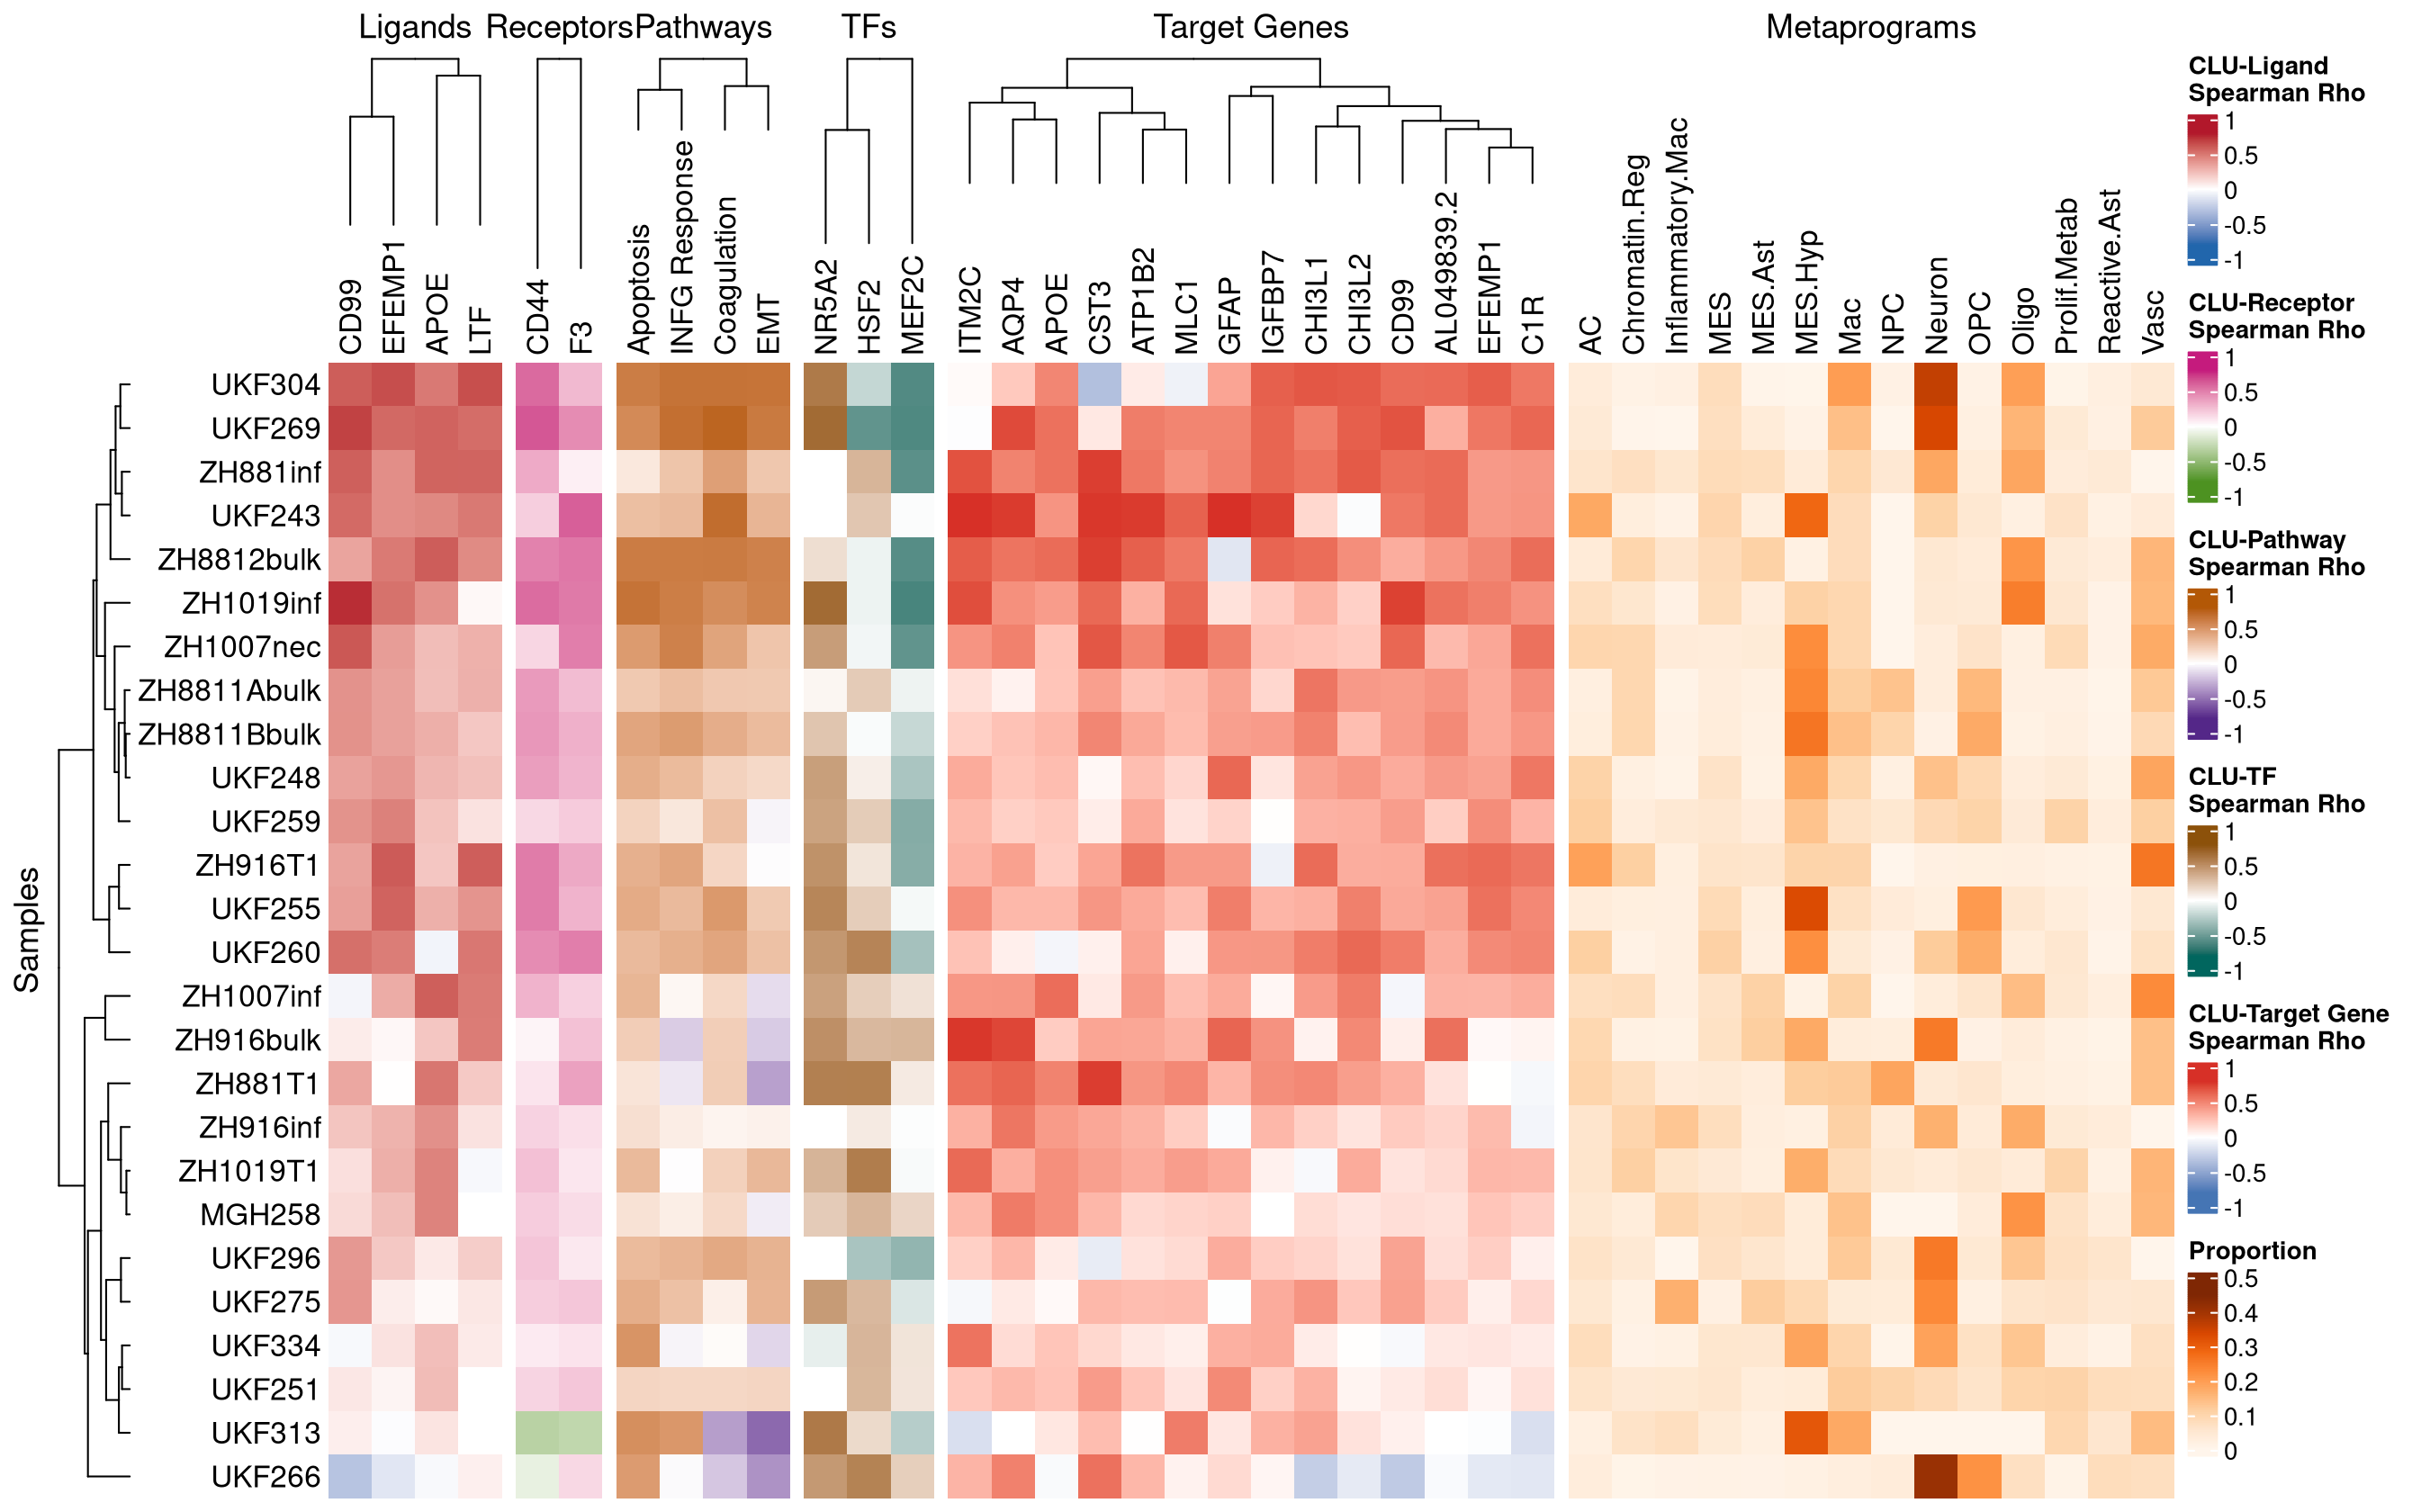 Ligands Receptors Pathways TFs Target Genes Metaprograms
CD99 EFEMP1 APOE LTF CD44 F3 Apoptosis INFG Response Coagulation EMT NR5A2 HSF2 MEF2C ITM2C AQP4 APOE CST3 ATP1B2 MLC1 GFAP IGFBP7 CHI3L1 CHI3L2 CD99 AL049839.2 EFEMP1 C1R AC Chromatin.Reg Inflammatory.Mac MES MES.Ast MES.Hyp Mac NPC Neuron OPC Oligo Prolif.Metab Reactive.Ast Vasc
Samples
UKF304
UKF269
ZH881inf
UKF243
ZH8812bulk
ZH1019inf
ZH1007nec
ZH8811Abulk
ZH8811Bbulk
UKF248
UKF259
ZH916T1
UKF255
UKF260
ZH1007inf
ZH916bulk
ZH881T1
ZH916inf
ZH1019T1
MGH258
UKF296
UKF275
UKF334
UKF251
UKF313
UKF266
CLU-Ligand
Spearman Rho
1
0.5
0
-0.5
-1
CLU-Receptor
Spearman Rho
1
0.5
0
-0.5
-1
CLU-Pathway
Spearman Rho
1
0.5
0
-0.5
-1
CLU-TF
Spearman Rho
1
0.5
0
-0.5
-1
CLU-Target Gene
Spearman Rho
1
0.5
0
-0.5
-1
Proportion
0.5
0.4
0.3
0.2
0.1
0